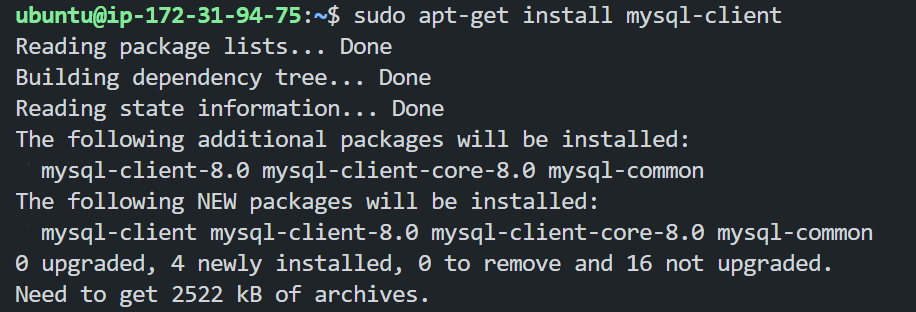 ubuntu@ip-172-31-94-75:~$ sudo apt-get install mysql-client
Reading package lists... Done
Building dependency tree... Done
Reading state information... Done
The following additional packages will be installed:
  mysql-client-8.0 mysql-client-core-8.0 mysql-common
The following NEW packages will be installed:
  mysql-client mysql-client-8.0 mysql-client-core-8.0 mysql-common
0 upgraded, 4 newly installed, 0 to remove and 16 not upgraded.
Need to get 2522 kB of archives.